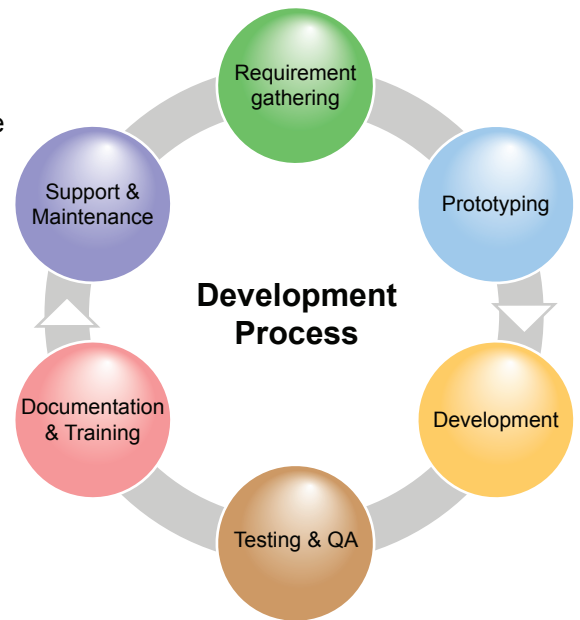 Requirement
gathering
e
Support &
Maintenance
Prototyping
Development
Process
Documentation
& Training
Development
Testing & QA